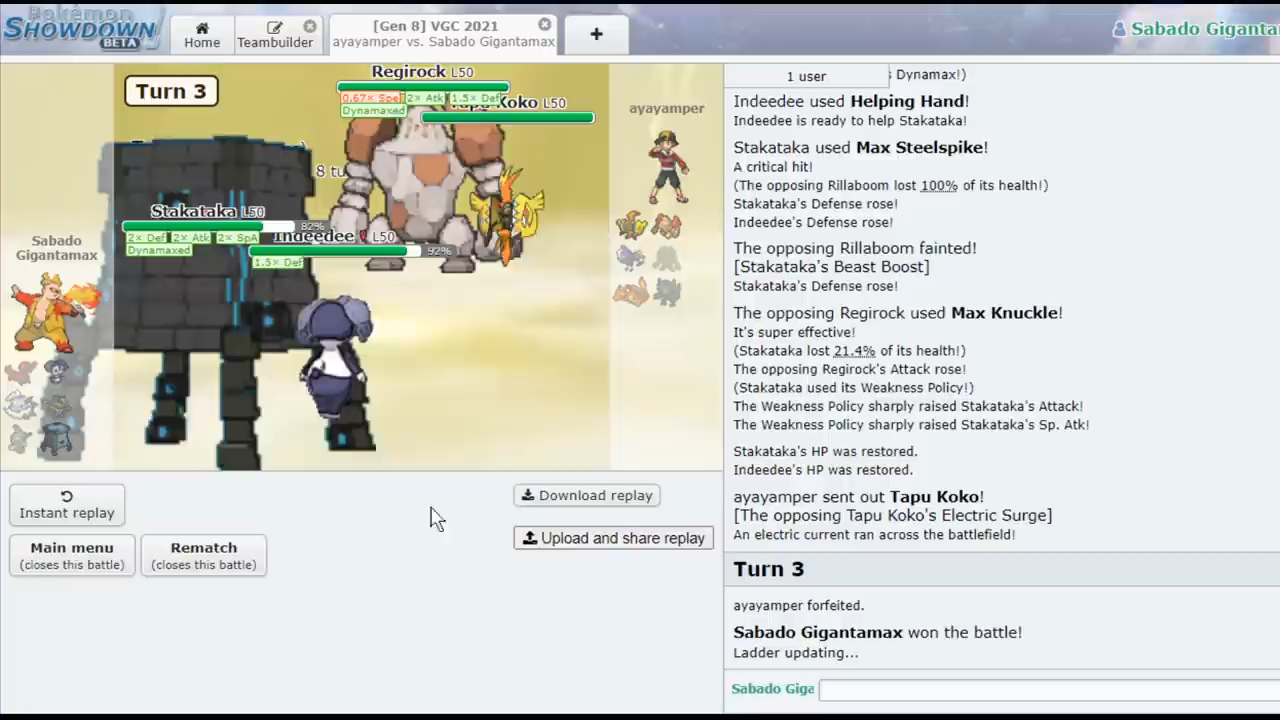 Pokémon
SHOWDOWN
BETA
Home
Teambuilder
[Gen 8] VGC 2021
ayayamper vs. Sabado Gigantamax
+
Sabado Giganta
Turn 3
Regirock L50
0.67× Spe 2× Atk 1.5× Def
Dynamaxed
Koko L50
8 tu
Stakataka L50
82%
2× Def 2× Atk 2× SpA
Dynamaxed
Indeedee L50
92%
1.5× Def
Sabado
Gigantamax
ayayamper
1 user
Dynamax!)
Indeedee used Helping Hand!
Indeedee is ready to help Stakataka!
Stakataka used Max Steelspike!
A critical hit!
(The opposing Rillaboom lost 100% of its health!)
Stakataka's Defense rose!
Indeedee's Defense rose!
The opposing Rillaboom fainted!
[Stakataka's Beast Boost]
Stakataka's Defense rose!
The opposing Regirock used Max Knuckle!
It's super effective!
(Stakataka lost 21.4% of its health!)
The opposing Regirock's Attack rose!
(Stakataka used its Weakness Policy!)
The Weakness Policy sharply raised Stakataka's Attack!
The Weakness Policy sharply raised Stakataka's Sp. Atk!
Stakataka's HP was restored.
Indeedee's HP was restored.
ayayamper sent out Tapu Koko!
[The opposing Tapu Koko's Electric Surge]
An electric current ran across the battlefield!
Turn 3
ayayamper forfeited.
Sabado Gigantamax won the battle!
Ladder updating...
Sabado Giga
Instant replay
Download replay
Upload and share replay
Main menu
(closes this battle)
Rematch
(closes this battle)